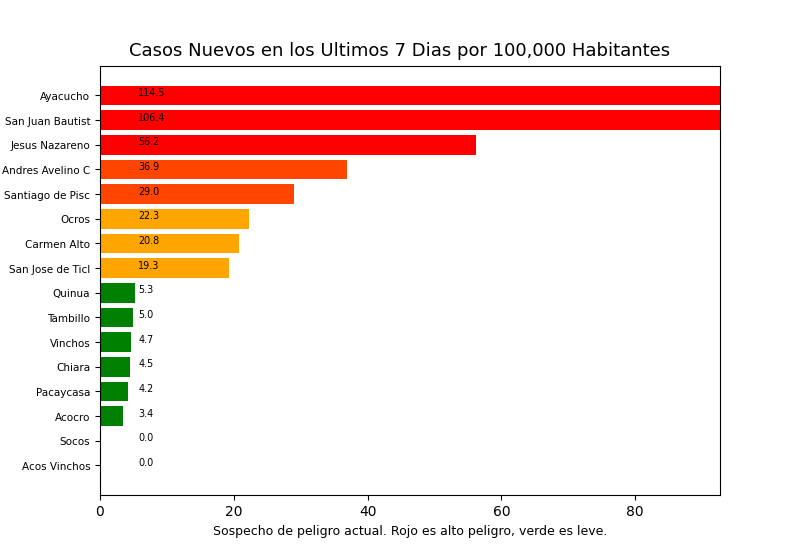 Casos Nuevos en los Ultimos 7 Dias por 100,000 Habitantes
Ayacucho 114.5
San Juan Bautist 106.4
Jesus Nazareno 56.2
Andres Avelino C 36.9
Santiago de Pisc 29.0
Ocros 22.3
Carmen Alto 20.8
San Jose de Ticl 19.3
Quinua 5.3
Tambillo 5.0
Vinchos 4.7
Chiara 4.5
Pacaycasa 4.2
Acocro 3.4
Socos 0.0
Acos Vinchos 0.0
0 20 40 60 80
Sospecho de peligro actual. Rojo es alto peligro, verde es leve.